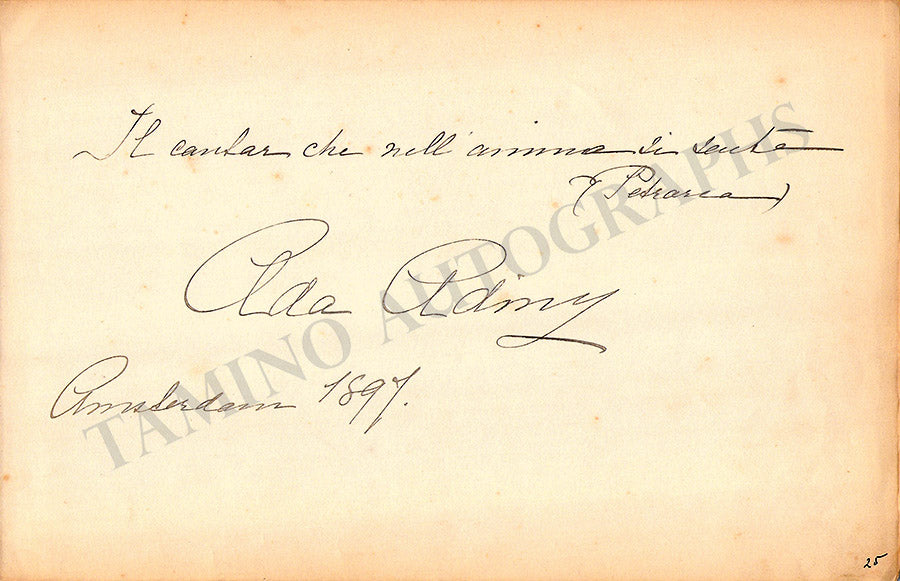 Il cantar che nell'anima si sente
(Petrarca)
Ada Adiny
Amsterdam 1897.
TAMINO AUTOGRAPHS
25